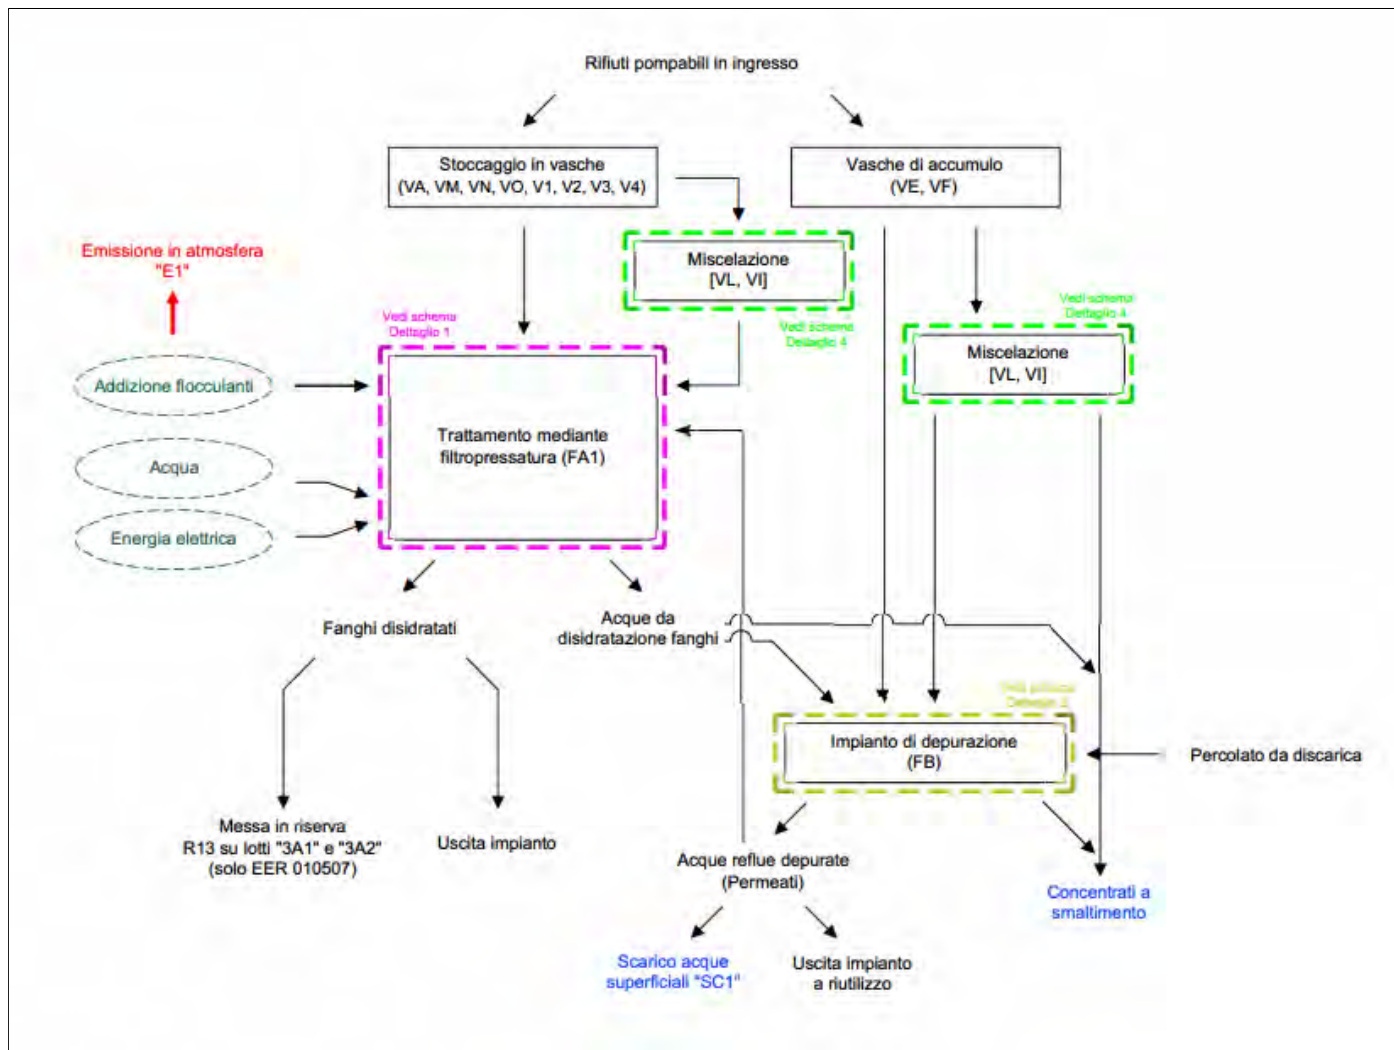 Rifiuti pompabili in ingresso
Stoccaggio in vasche
(VA, VM, VN, VO, V1, V2, V3, V4)
Vasche di accumulo
(VE, VF)
Emissione in atmosfera
"E1"
Miscelazione
[VL, VI]
Vedi schema
Dettaglio 4
Vedi schema
Dettaglio 1
Vedi schema
Dettaglio 4
Miscelazione
[VL, VI]
Addizione flocculanti
Trattamento mediante
filtropressatura (FA1)
Acqua
Energia elettrica
Fanghi disidratati
Acque da
disidratazione fanghi
Vedi schema
Dettaglio
Impianto di depurazione
(FB)
Percolato da discarica
Messa in riserva
R13 su lotti "3A1" e "3A2"
(solo EER 010507)
Uscita impianto
Acque reflue depurate
(Permeati)
Concentrati a
smaltimento
Scarico acque
superficiali "SC1"
Uscita impianto
a riutilizzo